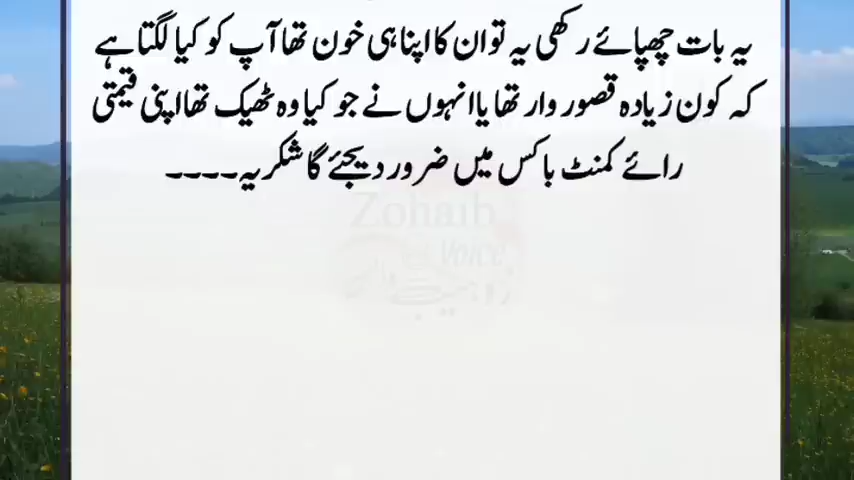 یہ بات چھپائے رکھی یہ تو ان کا اپنا ہی خون تھا آپ کو کیا لگتا ہے
کہ کون زیادہ قصور وار تھا یا انہوں نے جو کیا وہ ٹھیک تھا اپنی قیمتی
رائے کمنٹ باکس میں ضرور دیجئے گا شکریہ۔۔۔۔
Zohaib
Voice